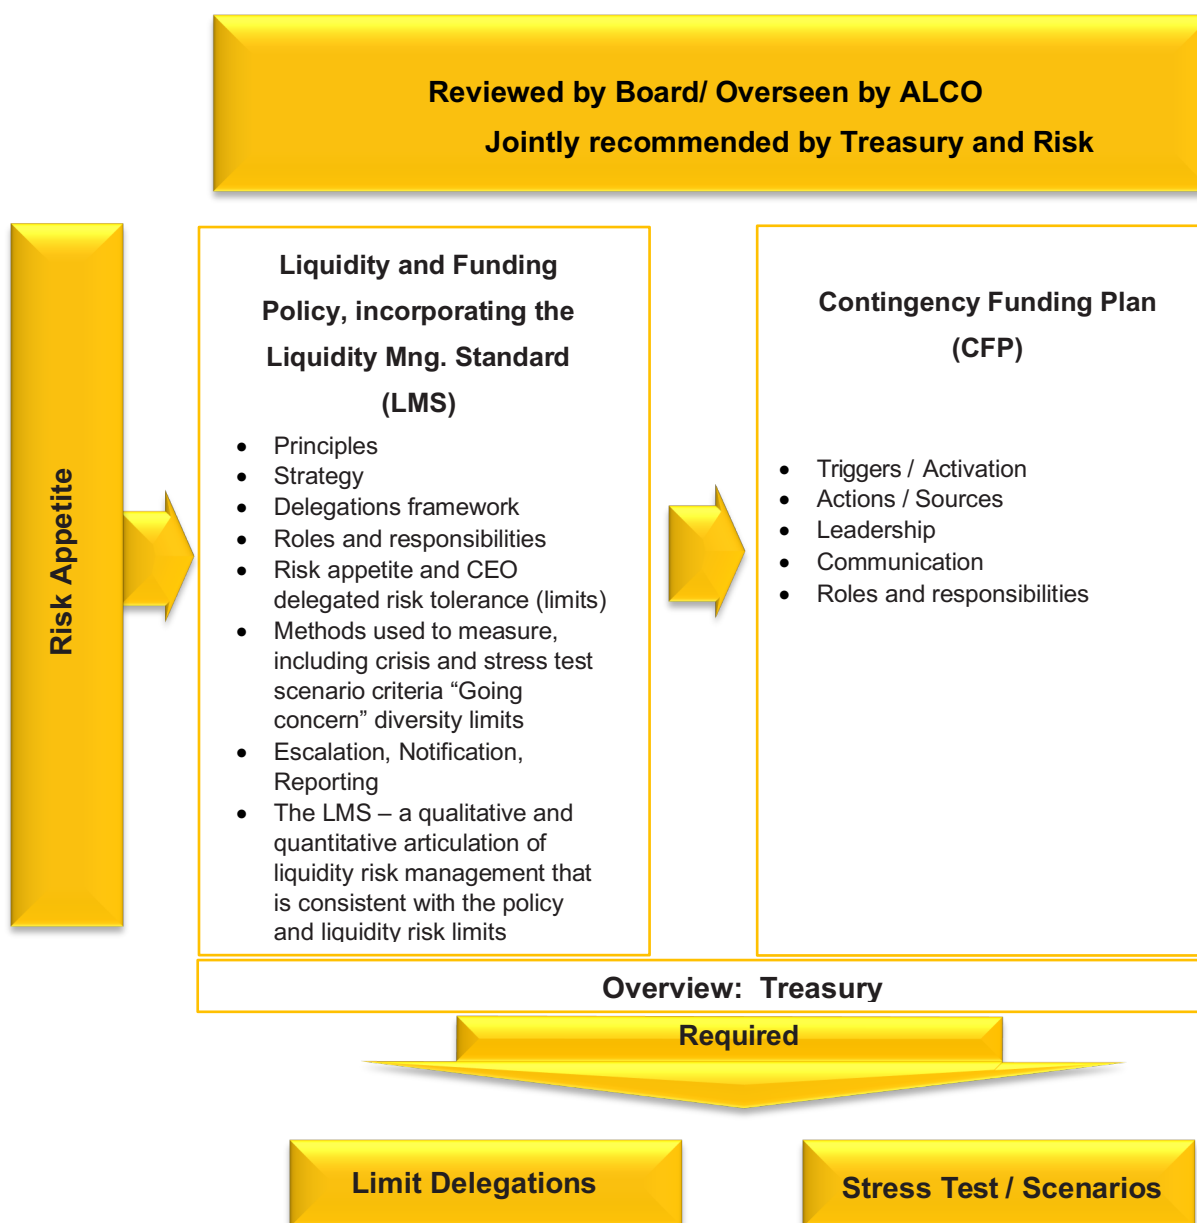 Reviewed by Board/ Overseen by ALCO
Jointly recommended by Treasury and Risk
Risk Appetite
Liquidity and Funding
Policy, incorporating the
Liquidity Mng. Standard
(LMS)
• Principles
• Strategy
• Delegations framework
• Roles and responsibilities
• Risk appetite and CEO
delegated risk tolerance (limits)
• Methods used to measure,
including crisis and stress test
scenario criteria “Going
concern” diversity limits
• Escalation, Notification,
Reporting
• The LMS – a qualitative and
quantitative articulation of
liquidity risk management that
is consistent with the policy
and liquidity risk limits
Contingency Funding Plan
(CFP)
• Triggers / Activation
• Actions / Sources
• Leadership
• Communication
• Roles and responsibilities
Overview: Treasury
Required
Limit Delegations
Stress Test / Scenarios